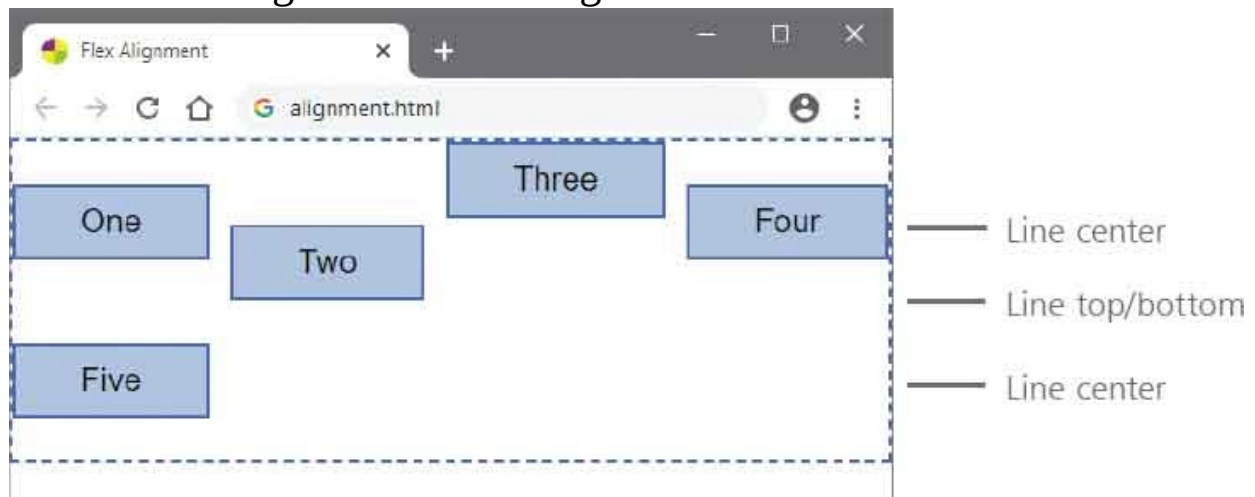 Flex Alignment
alignment.html
Three
One
Four
Line center
Two
Line top/bottom
Five
Line center